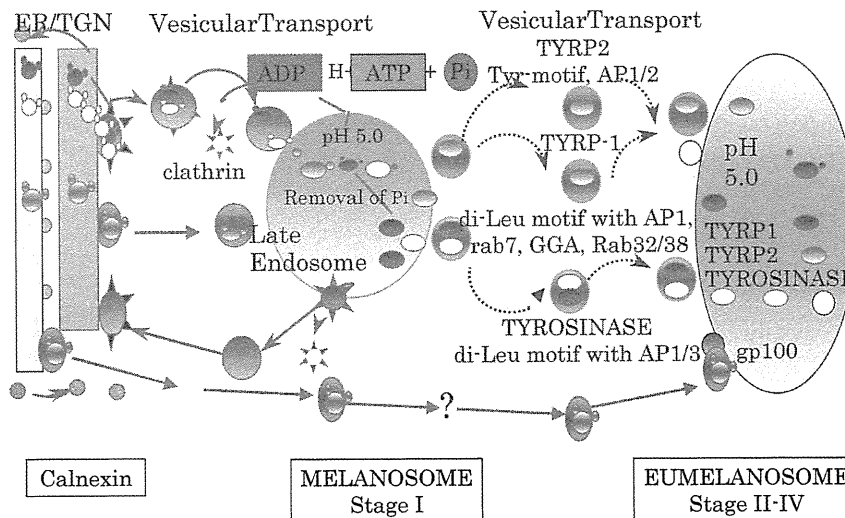 ER/TGN
VesicularTransport
VesicularTransport
ADP H+ ATP + Pi
TYRP2
Tyr-motif, AP1/2
pH 5.0
TYRP-1
clathrin
Removal of Pi
pH
5.0
Late
Endosome
di-Leu motif with AP1,
rab7, GGA, Rab32/38
TYRP1
TYRP2
TYROSINASE
TYROSINASE
di-Leu motif with AP1/3
gp100
?
Calnexin
MELANOSOME
Stage I
EUMELANOSOME
Stage II-IV